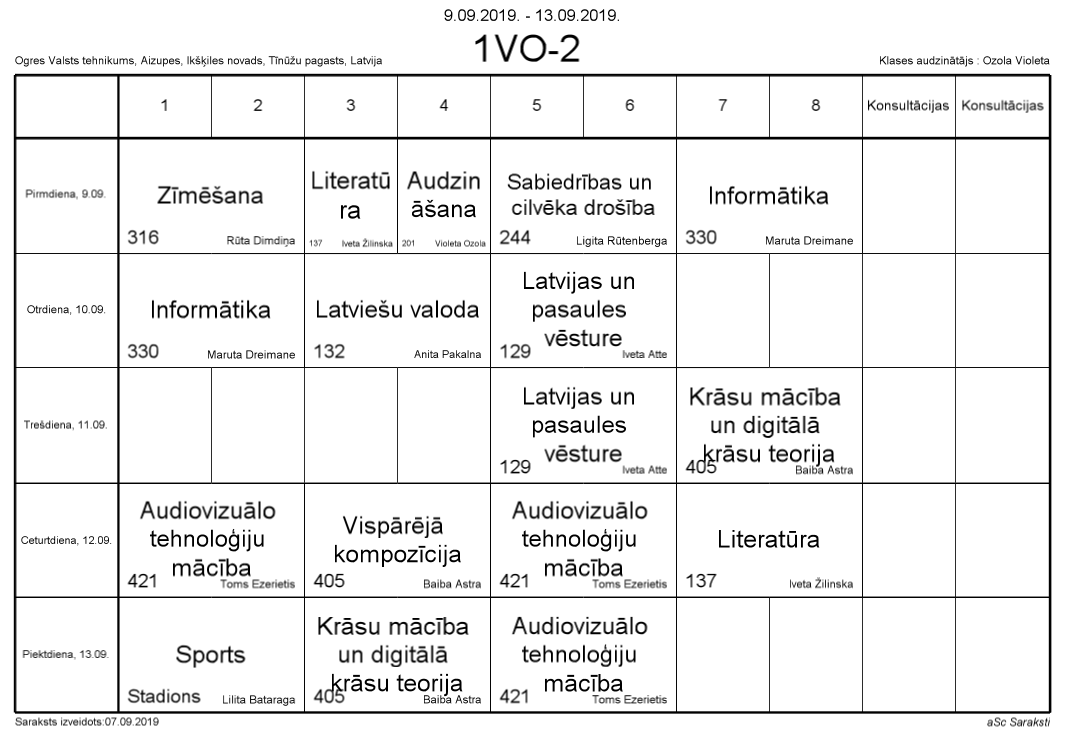 9.09.2019. - 13.09.2019.
1VO-2
Ogres Valsts tehnikums, Aizupes, Ikšķiles novads, Tīnūžu pagasts, Latvija
Klases audzinātājs : Ozola Violeta
1 2 3 4 5 6 7 8 Konsultācijas Konsultācijas
Pirmdiena, 9.09.
Zīmēšana
316 Rūta Dimdiņa
Literatū
ra
137 Iveta Žilinska
Audzin
āšana
201 Violeta Ozola
Sabiedrības un
cilvēka drošība
244 Ligita Rūtenberga
Informātika
330 Maruta Dreimane
Otrdiena, 10.09.
Informātika
330 Maruta Dreimane
Latviešu valoda
132 Anita Pakalna
Latvijas un
pasaules
vēsture
129 Iveta Atte
Trešdiena, 11.09.
Latvijas un
pasaules
vēsture
129 Iveta Atte
Krāsu mācība
un digitālā
krāsu teorija
405 Baiba Astra
Ceturtdiena, 12.09.
Audiovizuālo
tehnoloģiju
mācība
421 Toms Ezerietis
Vispārējā
kompozīcija
405 Baiba Astra
Audiovizuālo
tehnoloģiju
mācība
421 Toms Ezerietis
Literatūra
137 Iveta Žilinska
Piektdiena, 13.09.
Sports
Stadions Lilita Bataraga
Krāsu mācība
un digitālā
krāsu teorija
405 Baiba Astra
Audiovizuālo
tehnoloģiju
mācība
421 Toms Ezerietis
Saraksts izveidots:07.09.2019
aSc Saraksti